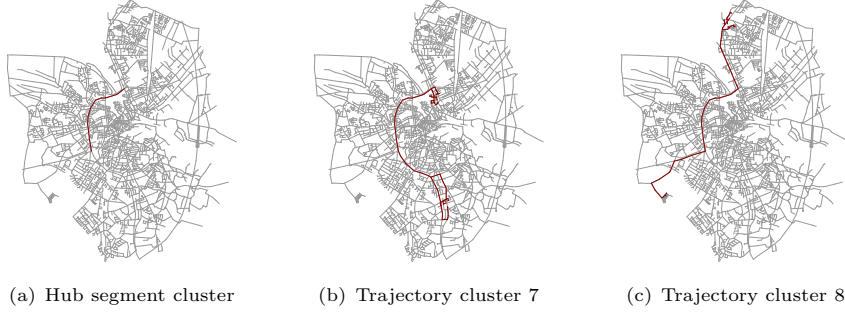 (a) Hub segment cluster
(b) Trajectory cluster 7
(c) Trajectory cluster 8